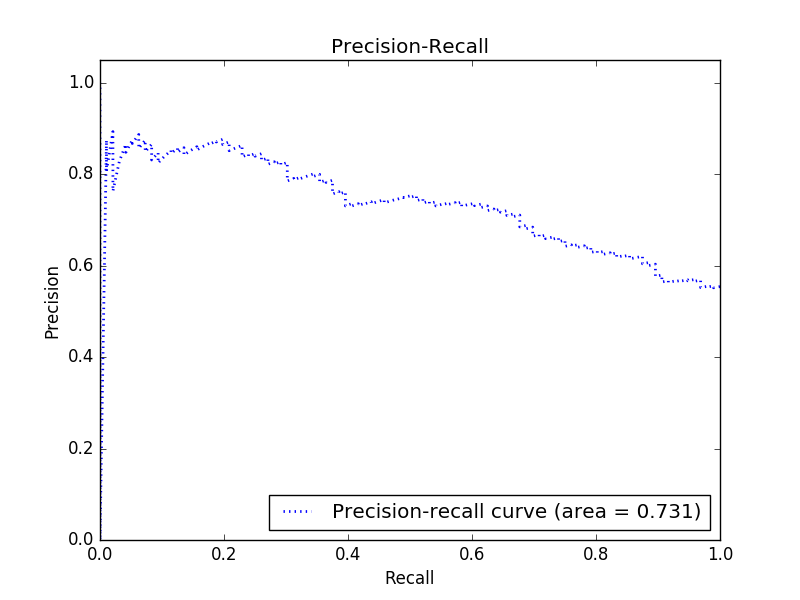 Precision-Recall
1.0
0.8
0.6
0.4
0.2
0.0
Precision
0.0 0.2 0.4 0.6 0.8 1.0
Recall
Precision-recall curve (area = 0.731)